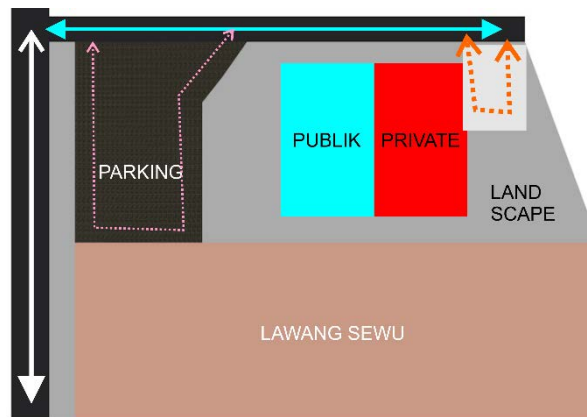 PUBLIK
PRIVATE
PARKING
LAND
SCAPE
LAWANG SEWU